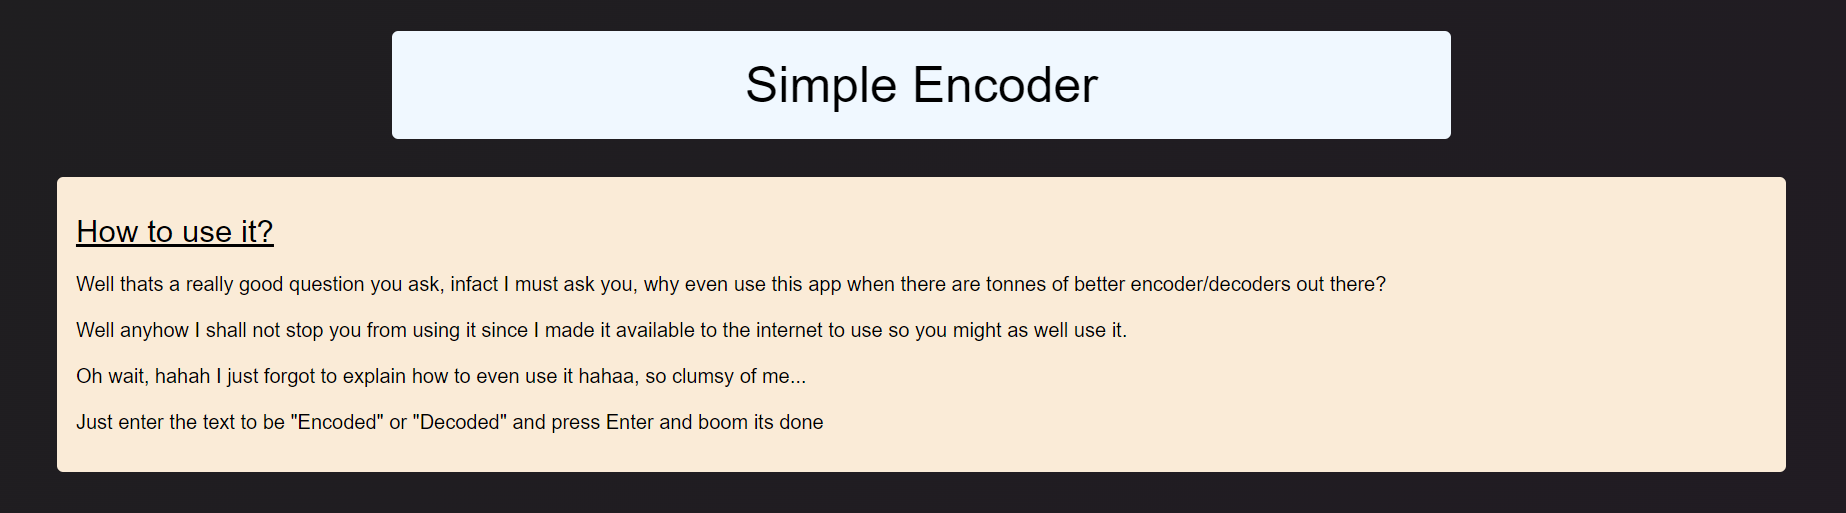 Simple Encoder
How to use it?
Well thats a really good question you ask, infact I must ask you, why even use this app when there are tonnes of better encoder/decoders out there?
Well anyhow I shall not stop you from using it since I made it available to the internet to use so you might as well use it.
Oh wait, hahah I just forgot to explain how to even use it hahaa, so clumsy of me...
Just enter the text to be "Encoded" or "Decoded" and press Enter and boom its done